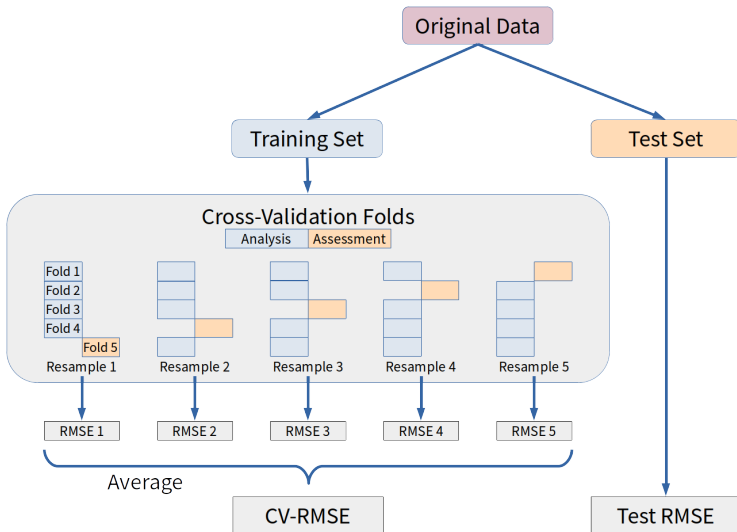 Original Data
Training Set
Test Set
Cross-Validation Folds
Analysis
Assessment
Fold 1
Fold 2
Fold 3
Fold 4
Fold 5
Resample 1
Resample 2
Resample 3
Resample 4
Resample 5
RMSE 1
RMSE 2
RMSE 3
RMSE 4
RMSE 5
Average
CV-RMSE
Test RMSE